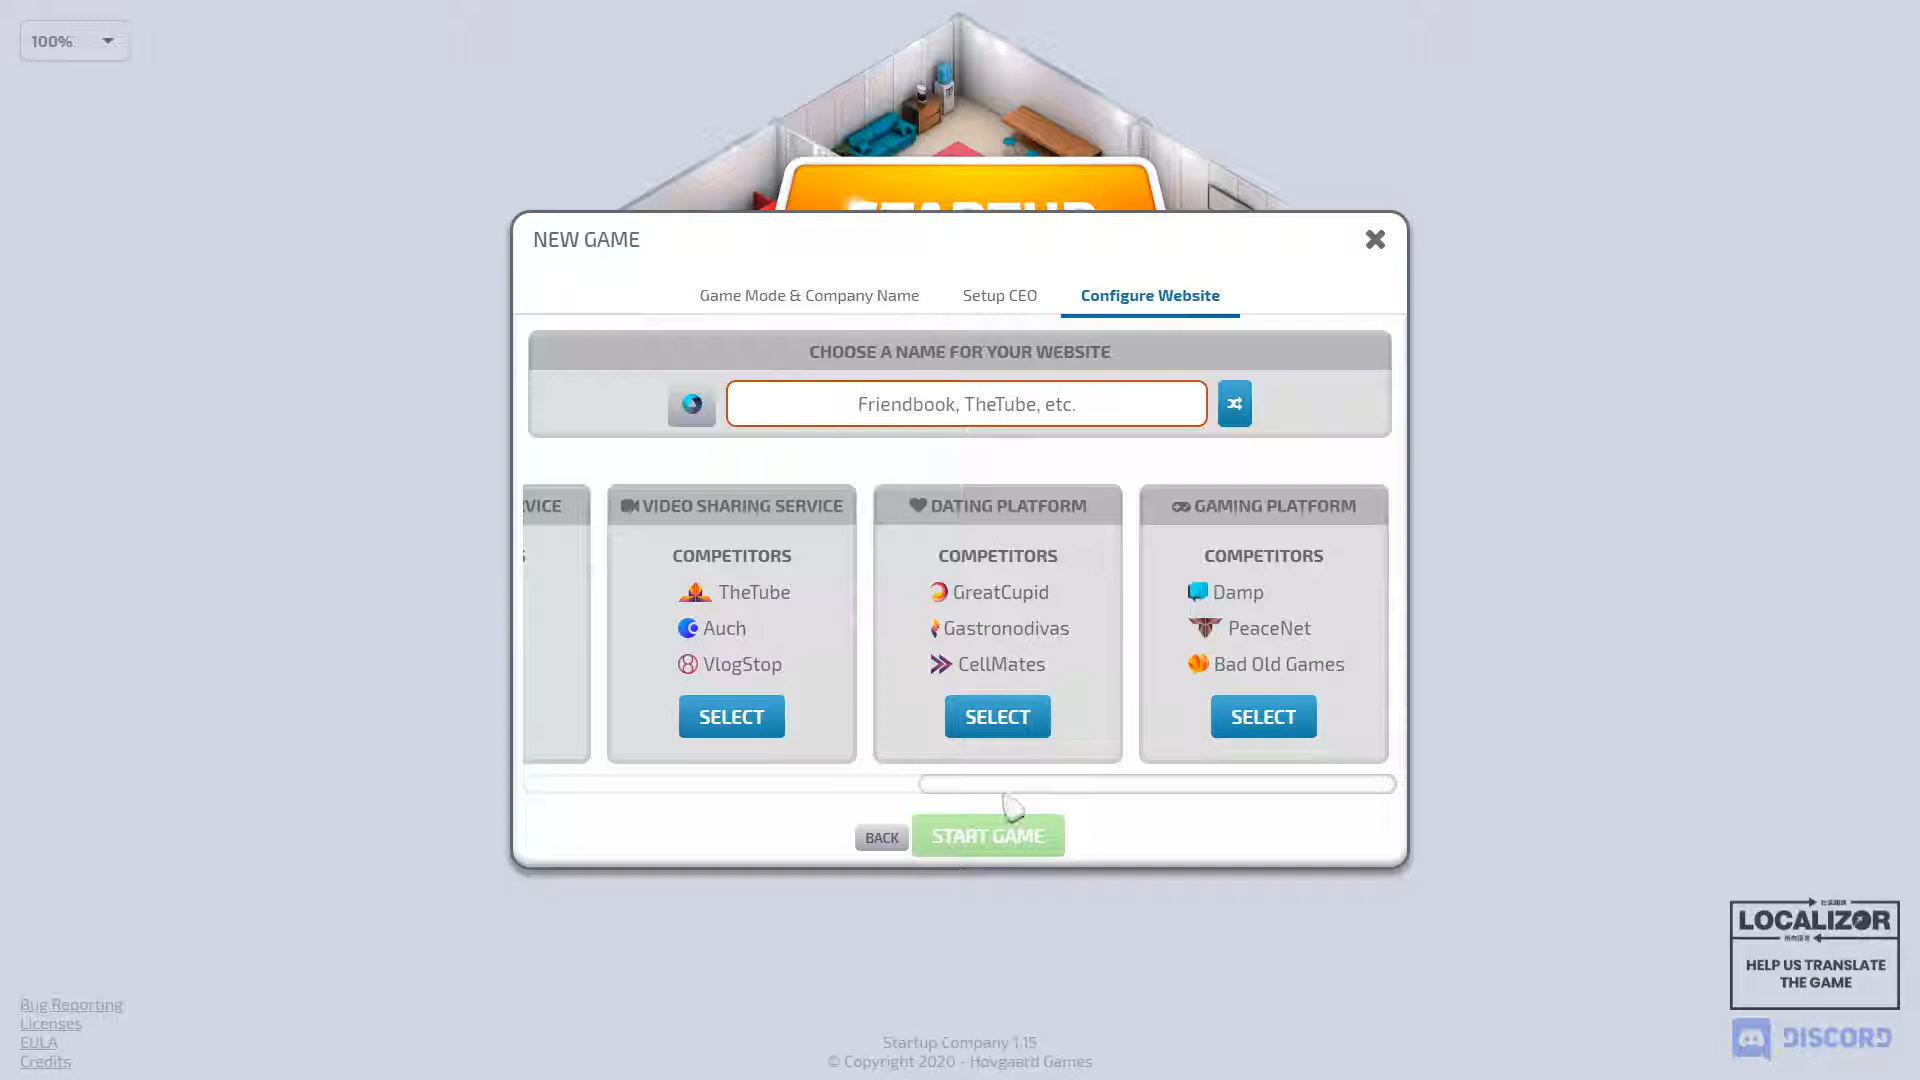 100%
STARTUP
NEW GAME
Game Mode & Company Name
Setup CEO
Configure Website
CHOOSE A NAME FOR YOUR WEBSITE
Friendbook, TheTube, etc.
VICE
VIDEO SHARING SERVICE
DATING PLATFORM
GAMING PLATFORM
S
COMPETITORS
COMPETITORS
COMPETITORS
TheTube
GreatCupid
Damp
Auch
Gastronodivas
PeaceNet
VlogStop
CellMates
Bad Old Games
SELECT
SELECT
SELECT
BACK
START GAME
LOCALIZOR
HELP US TRANSLATE
THE GAME
DISCORD
Bug Reporting
Licenses
EULA
Credits
Startup Company 1.15
© Copyright 2020 - Hovgaard Games